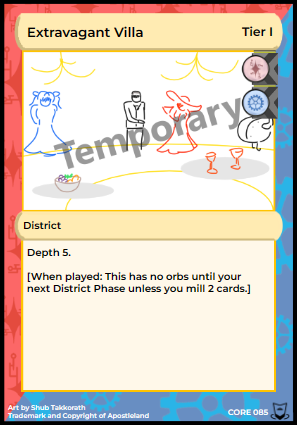 Extravagant Villa Tier I
Temporary
District
Depth 5.
[When played: This has no orbs until your
next District Phase unless you mill 2 cards.]
Art by Shub Takkorath
Trademark and Copyright of Apostleland
CORE 085